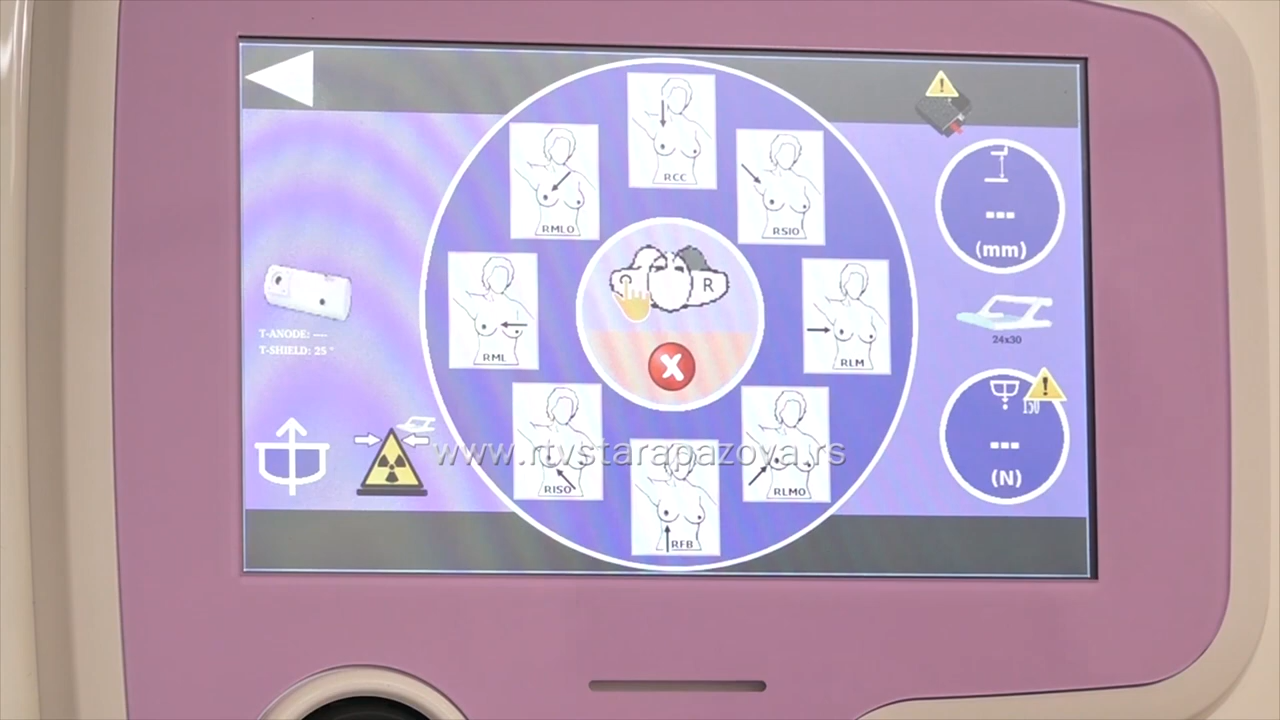 RCC
RMLO
RSIO
R
(mm)
T-ANODE: ----
T-SHIELD: 25 °
RML
RLM
24x30
150
www.rtvstarapazova.rs
RISO
RLMO
RFB
(N)